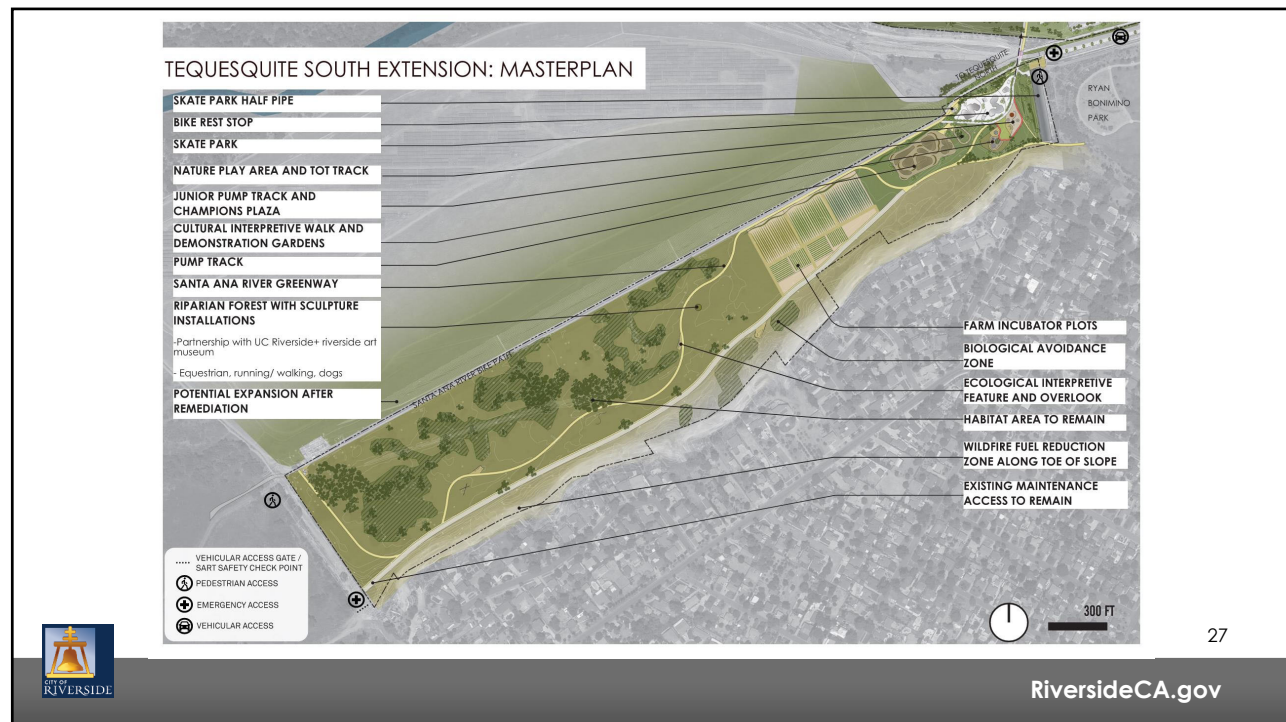 TEQUESQUITE SOUTH EXTENSION: MASTERPLAN
SKATE PARK HALF PIPE
BIKE REST STOP
SKATE PARK
NATURE PLAY AREA AND TOT TRACK
JUNIOR PUMP TRACK AND
CHAMPIONS PLAZA
CULTURAL INTERPRETIVE WALK AND
DEMONSTRATION GARDENS
PUMP TRACK
SANTA ANA RIVER GREENWAY
RIPARIAN FOREST WITH SCULPTURE
INSTALLATIONS
-Partnership with UC Riverside+ riverside art
museum
- Equestrian, running/ walking, dogs
POTENTIAL EXPANSION AFTER
REMEDIATION
TEQUESQUITE
NORTH
RYAN
BONIMINO
PARK
SANTA ANA RIVER BIKE PATH
FARM INCUBATOR PLOTS
BIOLOGICAL AVOIDANCE
ZONE
ECOLOGICAL INTERPRETIVE
FEATURE AND OVERLOOK
HABITAT AREA TO REMAIN
WILDFIRE FUEL REDUCTION
ZONE ALONG TOE OF SLOPE
EXISTING MAINTENANCE
ACCESS TO REMAIN
VEHICULAR ACCESS GATE /
SART SAFETY CHECK POINT
PEDESTRIAN ACCESS
EMERGENCY ACCESS
VEHICULAR ACCESS
300 FT
27
CITY OF
RIVERSIDE
RiversideCA.gov